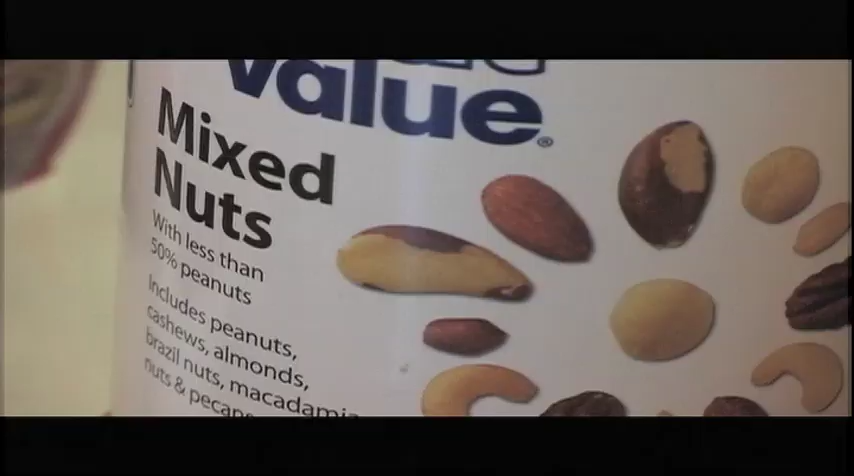 value®
Mixed
Nuts
With less than
50% peanuts
Includes peanuts,
cashews, almonds,
brazil nuts, macadamia
nuts & pecans